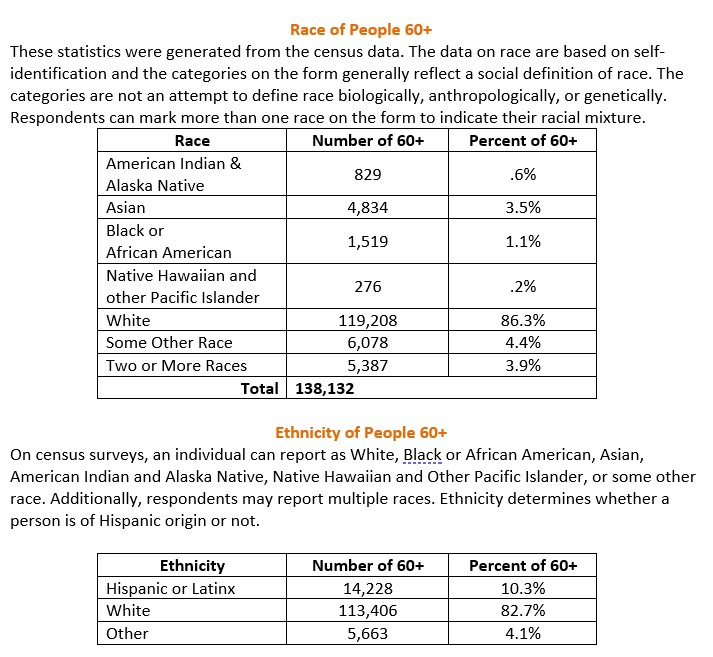 Race of People 60+
These statistics were generated from the census data. The data on race are based on self-
identification and the categories on the form generally reflect a social definition of race. The
categories are not an attempt to define race biologically, anthropologically, or genetically.
Respondents can mark more than one race on the form to indicate their racial mixture.
Race Number of 60+ Percent of 60+
American Indian &
Alaska Native 829 .6%
Asian 4,834 3.5%
Black or
African American 1,519 1.1%
Native Hawaiian and
other Pacific Islander 276 .2%
White 119,208 86.3%
Some Other Race 6,078 4.4%
Two or More Races 5,387 3.9%
Total 138,132
Ethnicity of People 60+
On census surveys, an individual can report as White, Black or African American, Asian,
American Indian and Alaska Native, Native Hawaiian and Other Pacific Islander, or some other
race. Additionally, respondents may report multiple races. Ethnicity determines whether a
person is of Hispanic origin or not.
Ethnicity Number of 60+ Percent of 60+
Hispanic or Latinx 14,228 10.3%
White 113,406 82.7%
Other 5,663 4.1%